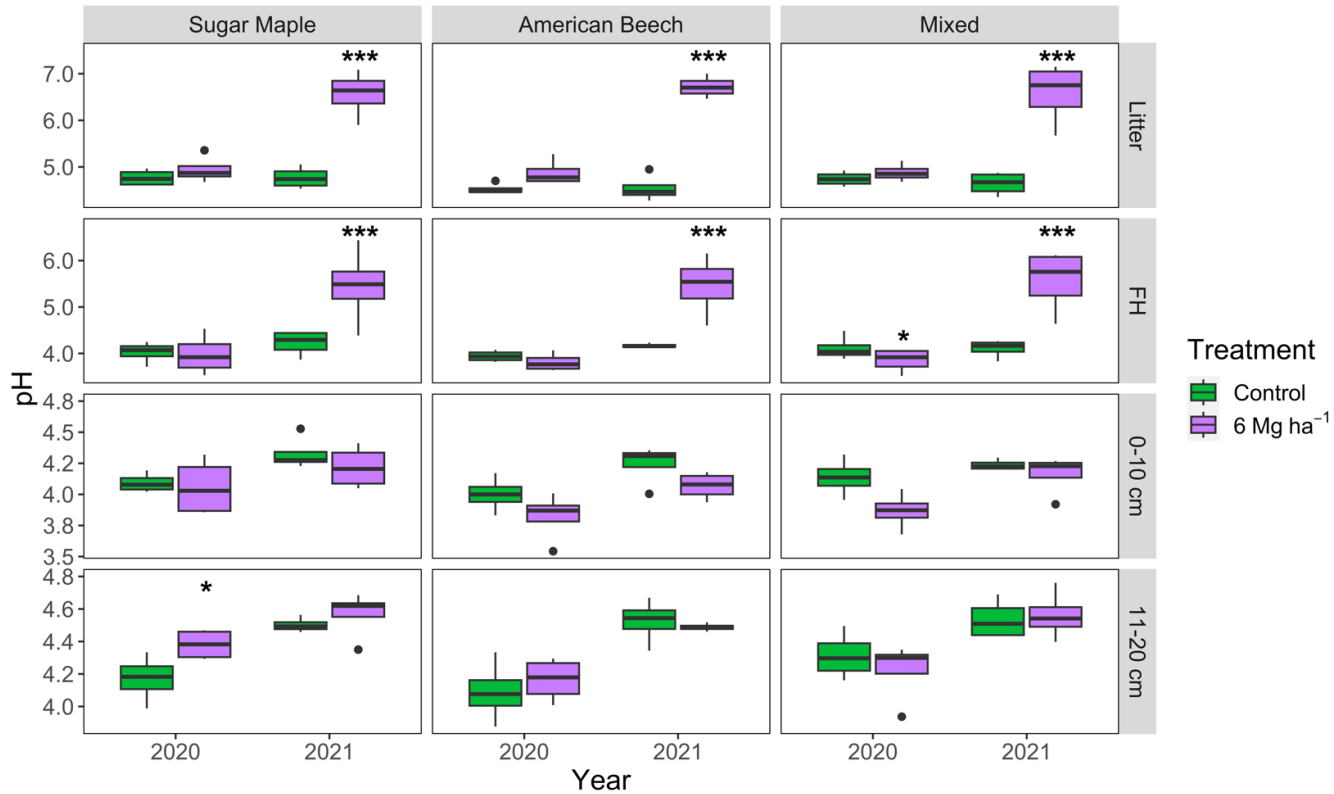 Sugar Maple American Beech Mixed
*** *** ***
7.0
6.0
5.0
Litter
*** *** ***
6.0
5.0
4.0
*
FH
pH
4.8
4.5
4.2
4.0
3.8
3.5
0-10 cm
4.8
4.6
4.4
4.2
4.0
*
11-20 cm
2020 2021 2020 2021 2020 2021
Year
Treatment
Control
6 Mg ha⁻¹